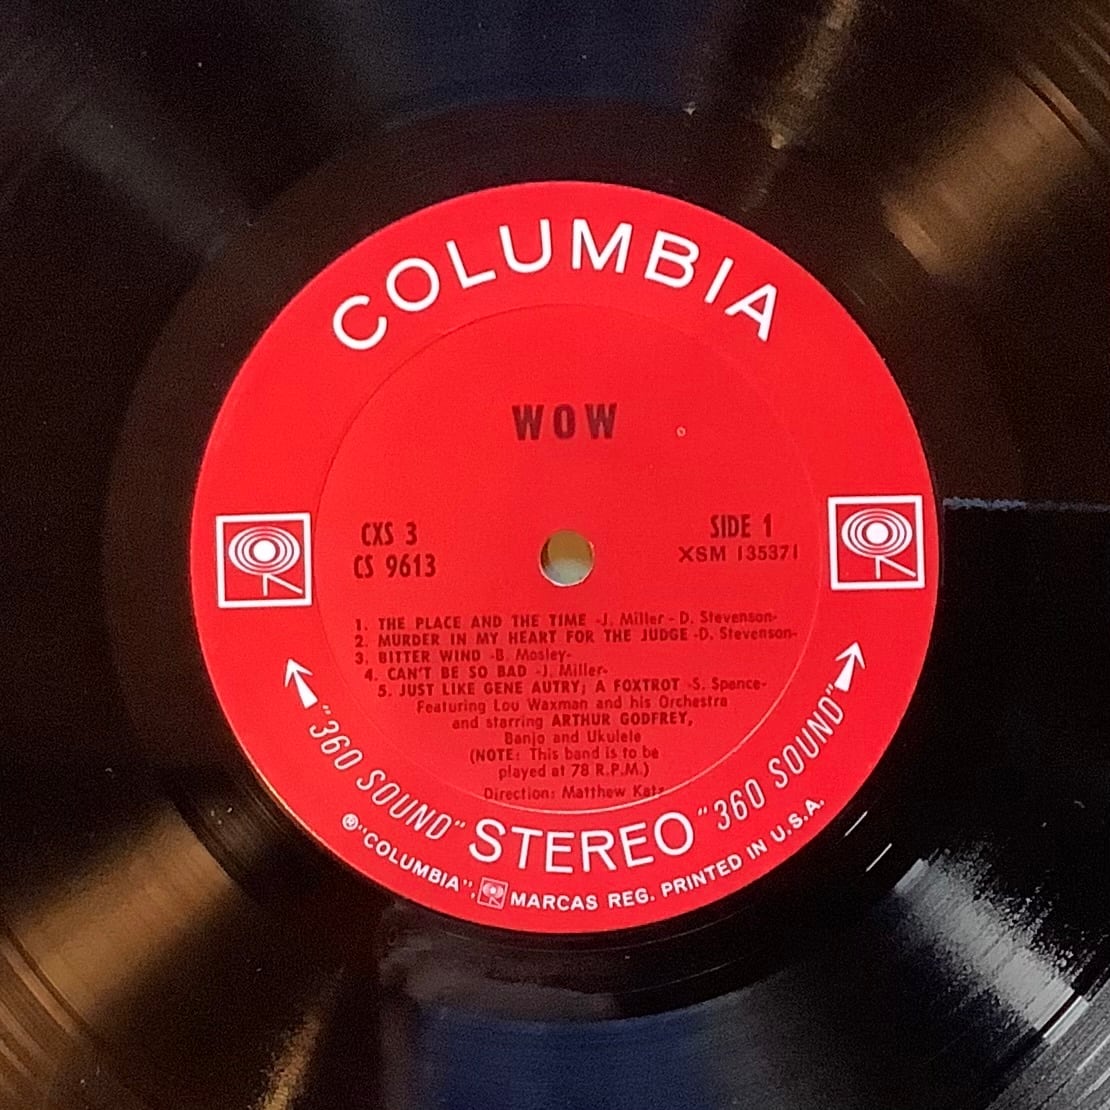 COLUMBIA
WOW
CXS 3
CS 9613
SIDE 1
XSM 135371
1. THE PLACE AND THE TIME -J. Miller - D. Stevenson-
2. MURDER IN MY HEART FOR THE JUDGE -D. Stevenson-
3. BITTER WIND -B. Mosley-
4. CAN'T BE SO BAD -J. Miller-
5. JUST LIKE GENE AUTRY; A FOXTROT -S. Spence-
Featuring Lou Waxman and his Orchestra
and starring ARTHUR GODFREY,
Banjo and Ukulele
(NOTE: This band is to be
played at 78 R.P.M.)
Direction: Matthew Katz
"360 SOUND" STEREO "360 SOUND"
® "COLUMBIA", MARCAS REG. PRINTED IN U.S.A.